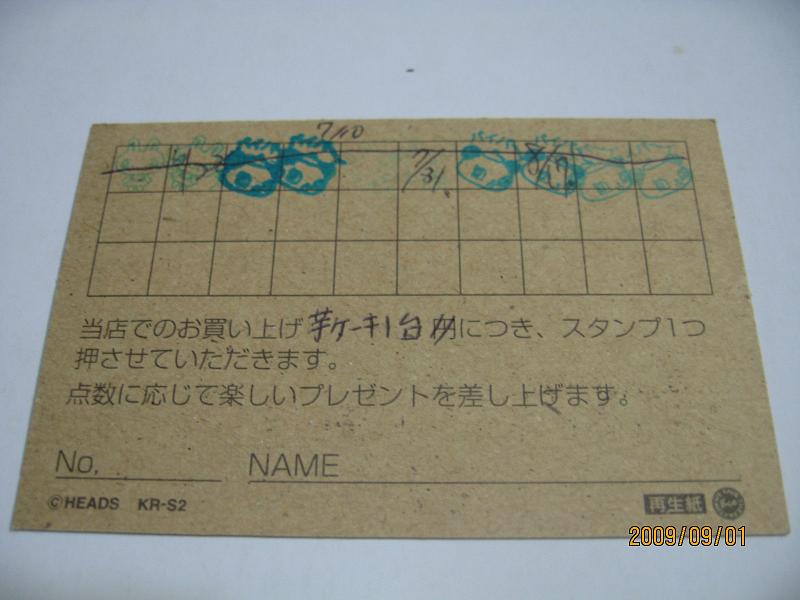 7/10
7/31
8/17
当店でのお買い上げ芋ケーキ1台 円につき、スタンプ1つ
押させていただきます。
点数に応じて楽しいプレゼントを差し上げます。
No. NAME
©HEADS KR-S2 再生紙
2009/09/01